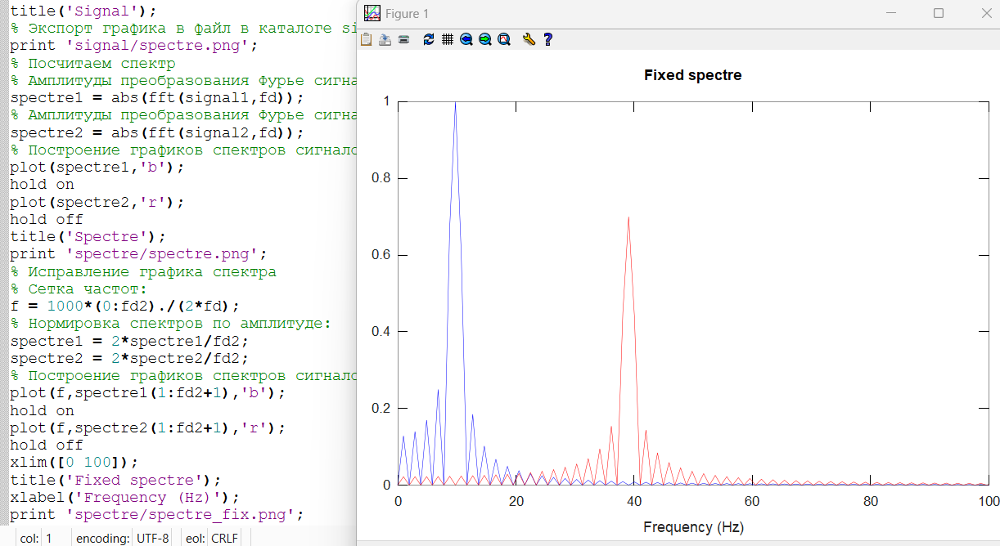 title('Signal');
% Экспорт графика в файл в каталоге si
print 'signal/spectre.png';
% Посчитаем спектр
% Амплитуды преобразования Фурье сигна
spectre1 = abs(fft(signal1,fd));
% Амплитуды преобразования Фурье сигна
spectre2 = abs(fft(signal2,fd));
% Построение графиков спектров сигнало
plot(spectre1,'b');
hold on
plot(spectre2,'r');
hold off
title('Spectre');
print 'spectre/spectre.png';
% Исправление графика спектра
% Сетка частот:
f = 1000*(0:fd2)./(2*fd);
% Нормировка спектров по амплитуде:
spectre1 = 2*spectre1/fd2;
spectre2 = 2*spectre2/fd2;
% Построение графиков спектров сигнало
plot(f,spectre1(1:fd2+1),'b');
hold on
plot(f,spectre2(1:fd2+1),'r');
hold off
xlim([0 100]);
title('Fixed spectre');
xlabel('Frequency (Hz)');
print 'spectre/spectre_fix.png';
col: 1 encoding: UTF-8 eol: CRLF
Figure 1
Fixed spectre
1
0.8
0.6
0.4
0.2
0
0 20 40 60 80 100
Frequency (Hz)